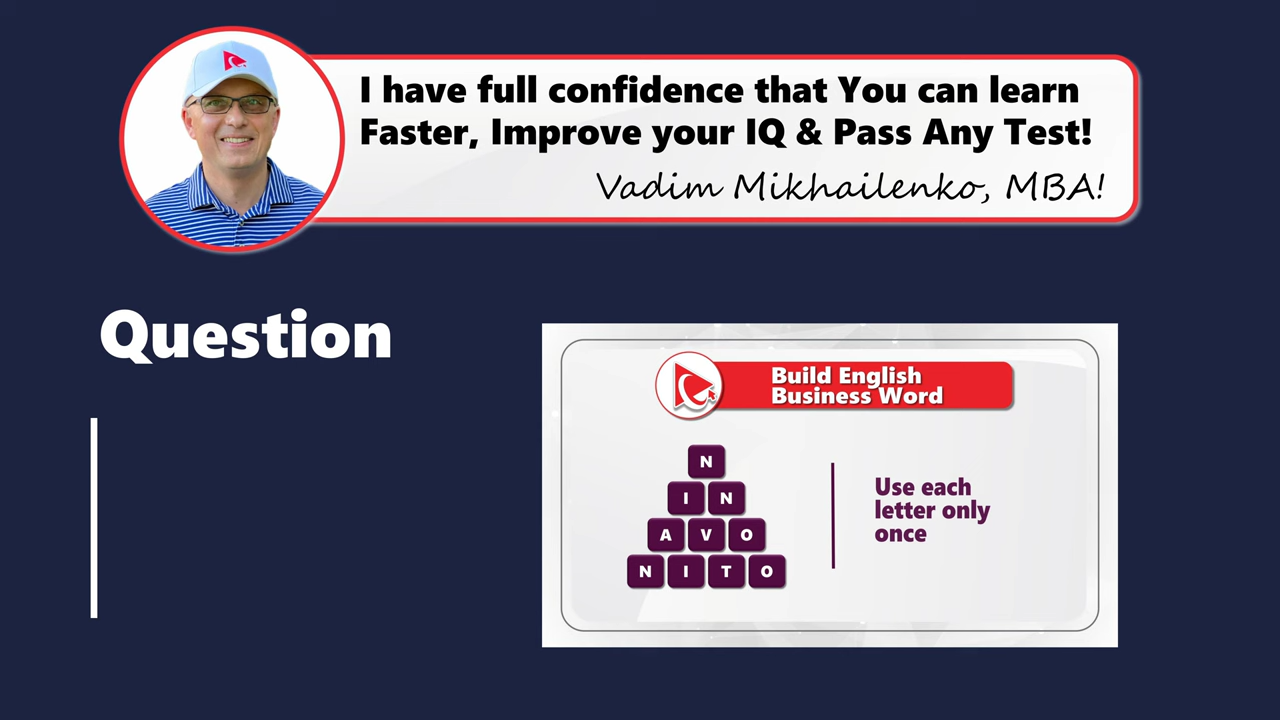 I have full confidence that You can learn
Faster, Improve your IQ & Pass Any Test!
Vadim Mikhailenko, MBA!
Question
Build English
Business Word
N
I N
A V O
N I T O
Use each
letter only
once